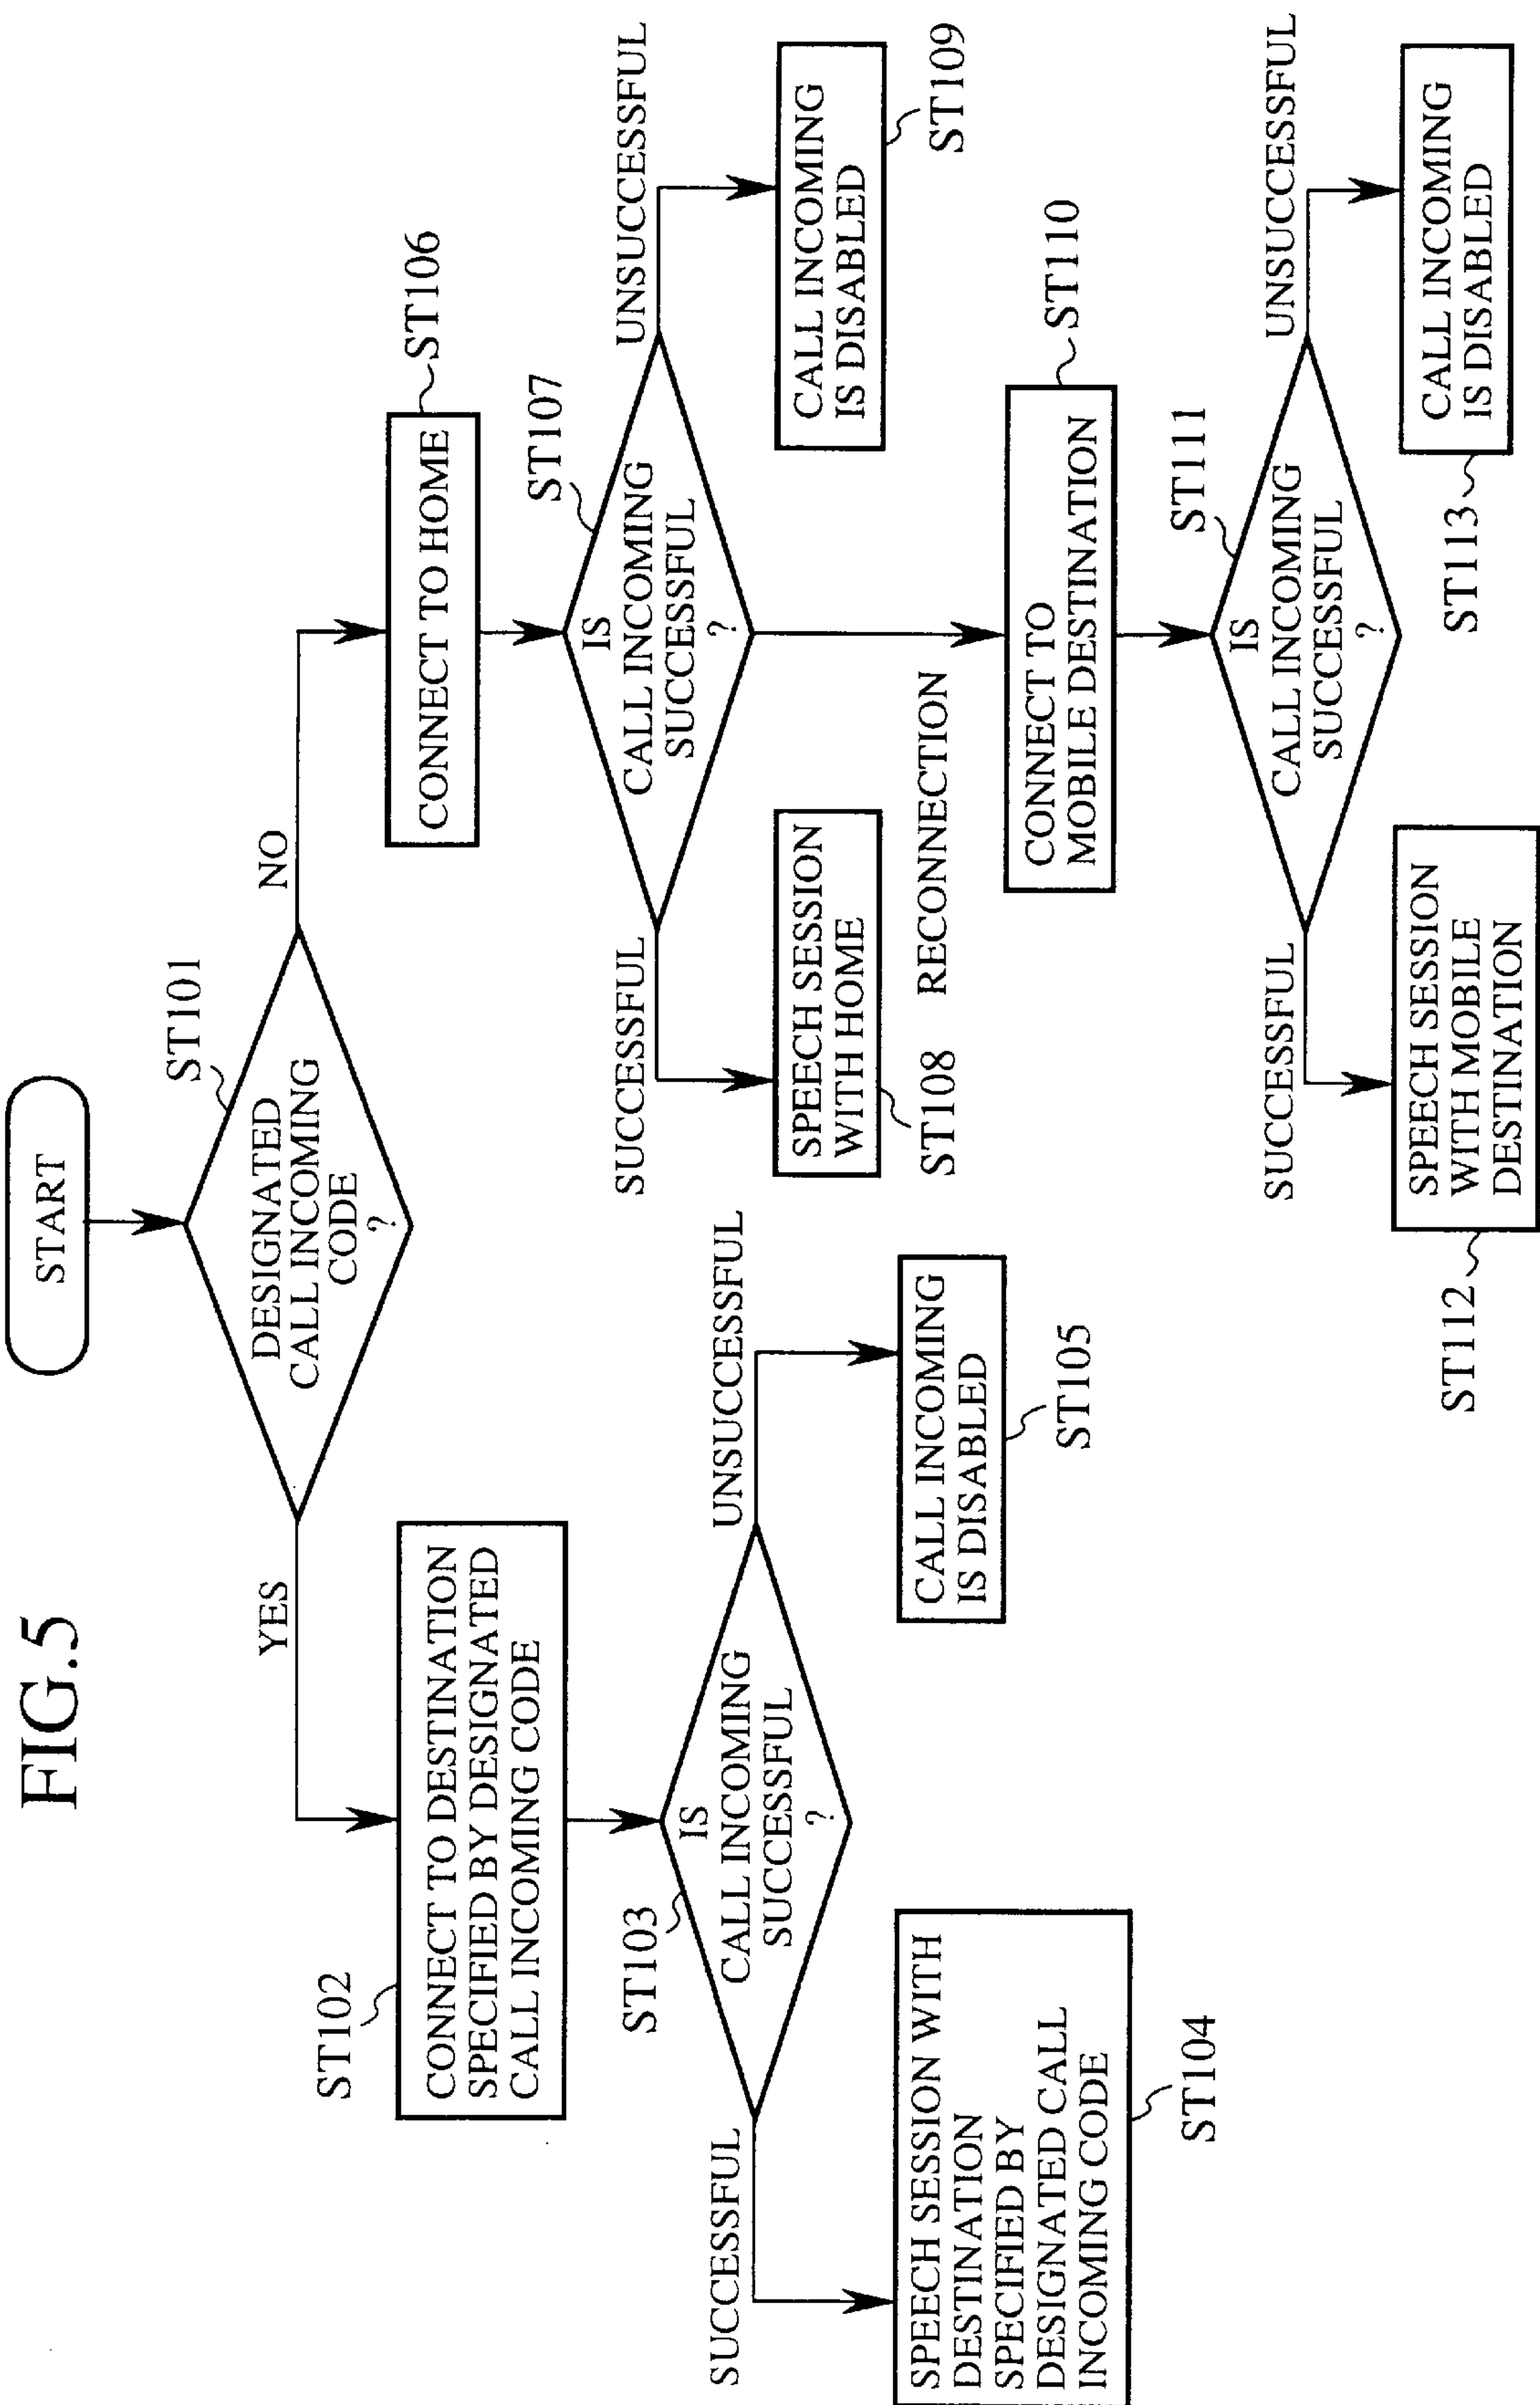 FIG.5
START
ST101
DESIGNATED
CALL INCOMING
CODE
?
YES
NO
ST102
CONNECT TO DESTINATION
SPECIFIED BY DESIGNATED
CALL INCOMING CODE
ST103
IS
CALL INCOMING
SUCCESSFUL
?
SUCCESSFUL
UNSUCCESSFUL
SPEECH SESSION WITH
DESTINATION
SPECIFIED BY
DESIGNATED CALL
INCOMING CODE
ST104
CALL INCOMING
IS DISABLED
ST105
CONNECT TO HOME
ST106
ST107
IS
CALL INCOMING
SUCCESSFUL
?
SUCCESSFUL
UNSUCCESSFUL
SPEECH SESSION
WITH HOME
ST108
RECONNECTION
CALL INCOMING
IS DISABLED
ST109
CONNECT TO
MOBILE DESTINATION
ST110
ST111
IS
CALL INCOMING
SUCCESSFUL
?
SUCCESSFUL
UNSUCCESSFUL
ST112
SPEECH SESSION
WITH MOBILE
DESTINATION
ST113
CALL INCOMING
IS DISABLED